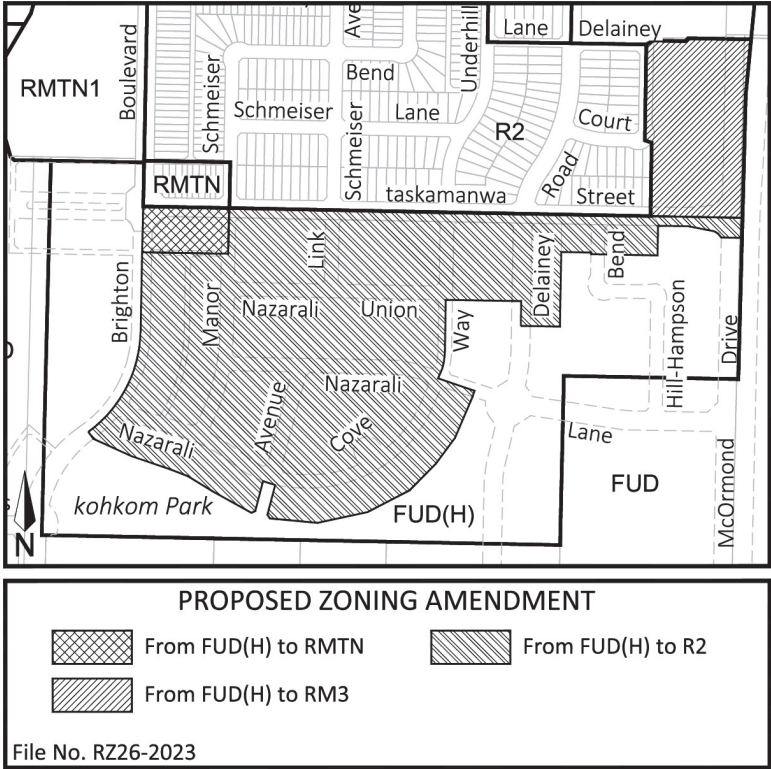 Lane
Delainey
Boulevard
Underhill
Bend
RMTN1
Schmeiser
Schmeiser
Lane
Schmeiser
R2
Court
Road
RMTN
taskamanwa
Street
Link
Delainey
Bend
Brighton
Manor
Nazarali
Union
Way
Hill-Hampson
Drive
Nazarali
Avenue
Cove
Nazarali
Lane
FUD
kohkom Park
FUD(H)
McOrmond
N
PROPOSED ZONING AMENDMENT
From FUD(H) to RMTN
From FUD(H) to R2
From FUD(H) to RM3
File No. RZ26-2023